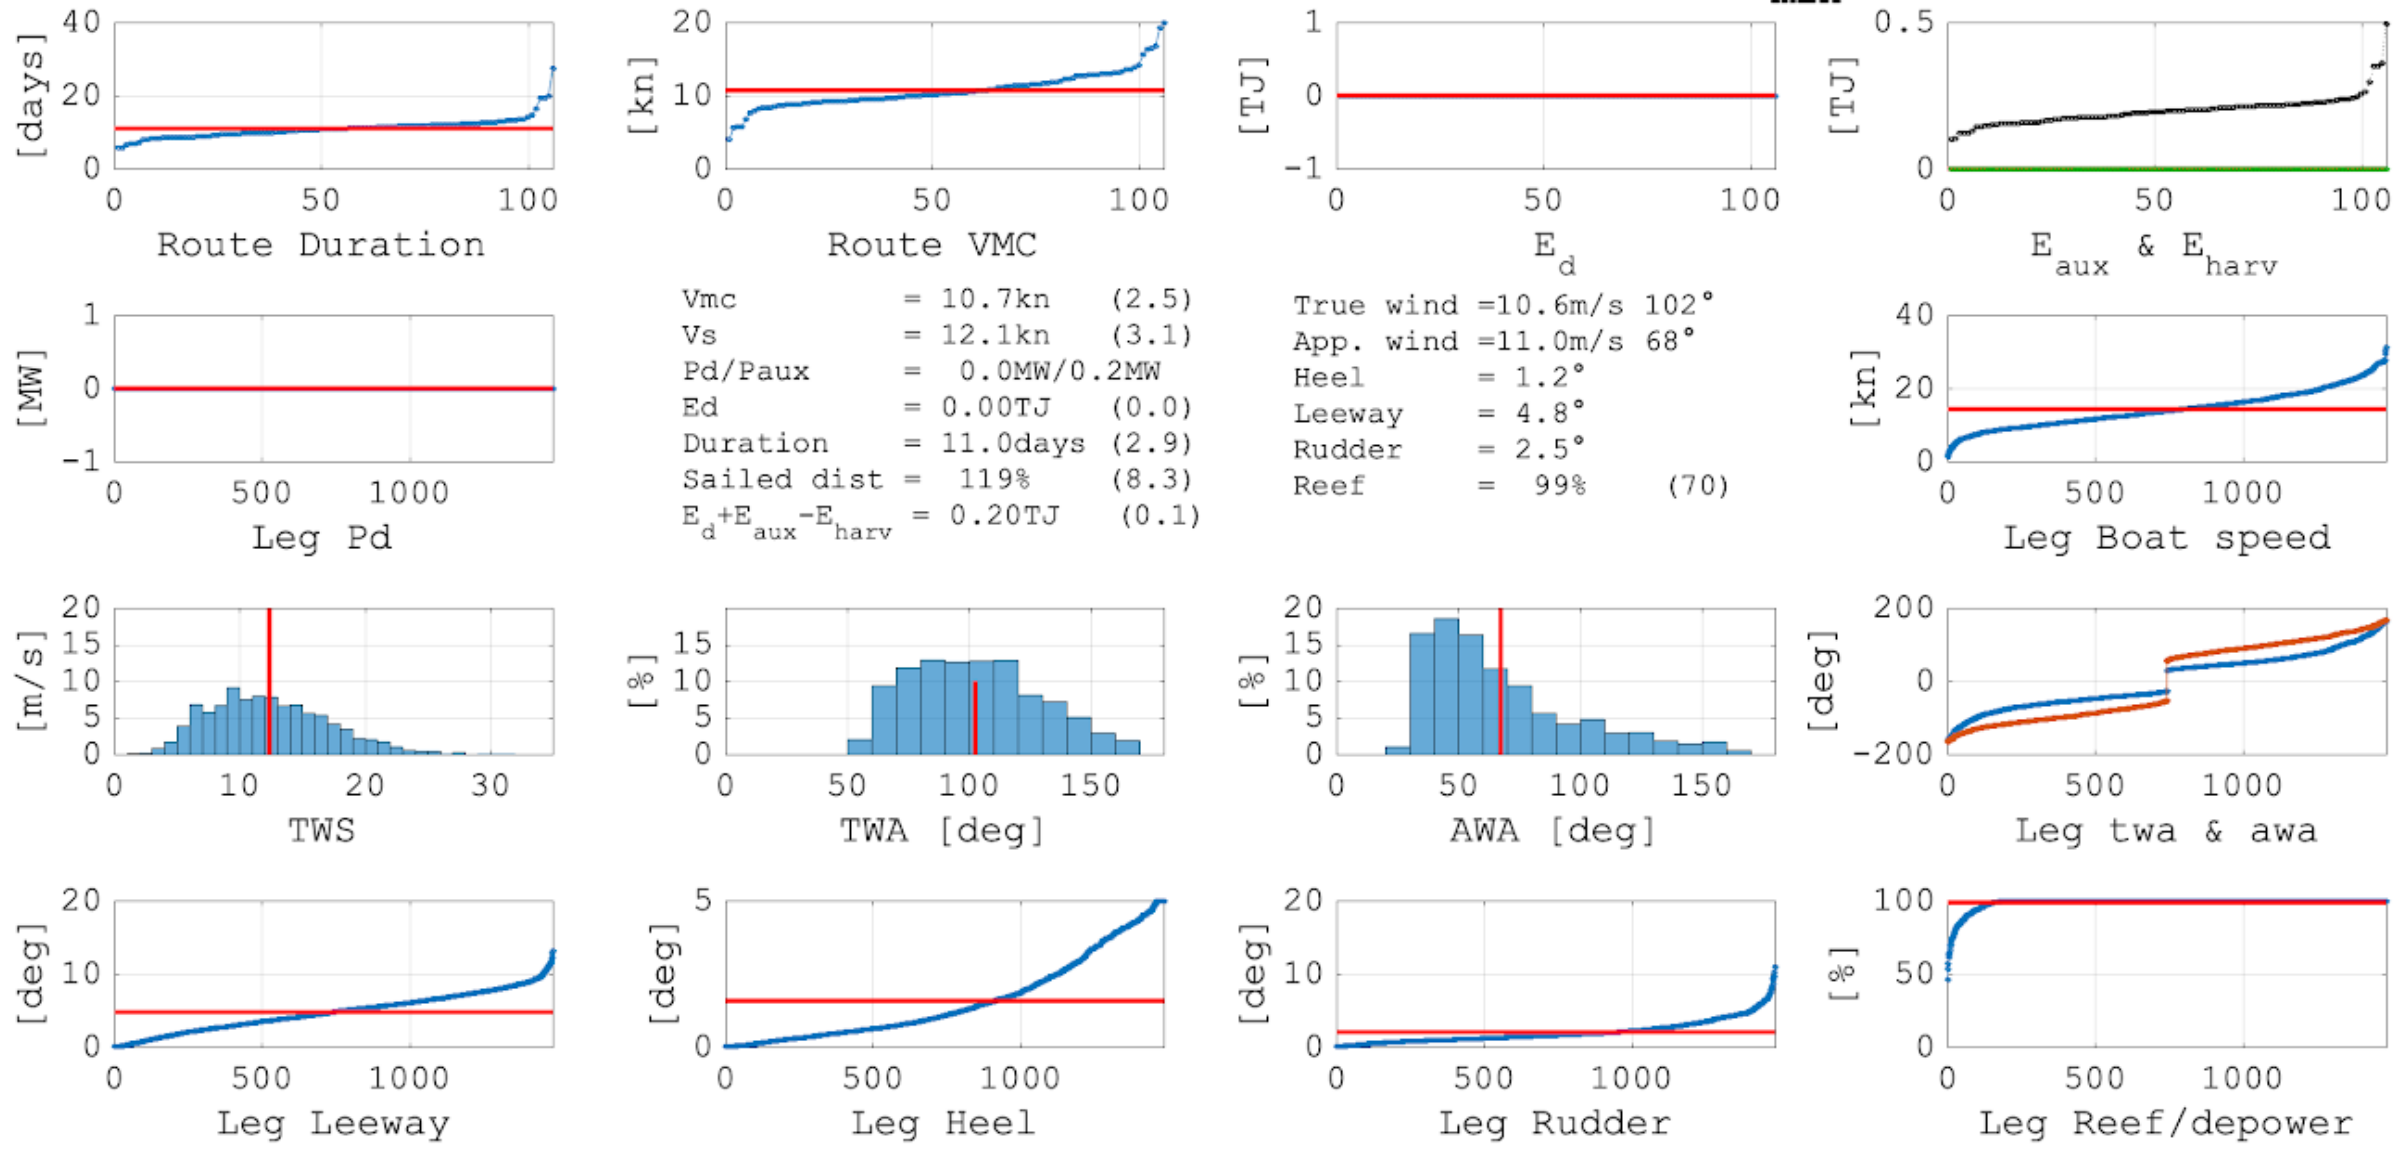 40
20
0
[days]
0 50 100
Route Duration
20
10
0
[kn]
0 50 100
Route VMC
1
0
-1
[TJ]
0 50 100
E_d
0.5
0
[TJ]
0 50 100
E_aux & E_harv
1
0
-1
[MW]
0 500 1000
Leg Pd
Vmc = 10.7kn (2.5)
Vs = 12.1kn (3.1)
Pd/Paux = 0.0MW/0.2MW
Ed = 0.00TJ (0.0)
Duration = 11.0days (2.9)
Sailed dist = 119% (8.3)
E_d+E_aux-E_harv = 0.20TJ (0.1)
True wind =10.6m/s 102°
App. wind =11.0m/s 68°
Heel = 1.2°
Leeway = 4.8°
Rudder = 2.5°
Reef = 99% (70)
40
20
0
[kn]
0 500 1000
Leg Boat speed
20
15
10
5
0
[m/s]
0 10 20 30
TWS
15
10
5
0
[%]
0 50 100 150
TWA [deg]
20
15
10
5
0
[%]
0 50 100 150
AWA [deg]
200
0
-200
[deg]
0 500 1000
Leg twa & awa
20
10
0
[deg]
0 500 1000
Leg Leeway
5
0
[deg]
0 500 1000
Leg Heel
20
10
0
[deg]
0 500 1000
Leg Rudder
100
50
0
[%]
0 500 1000
Leg Reef/depower